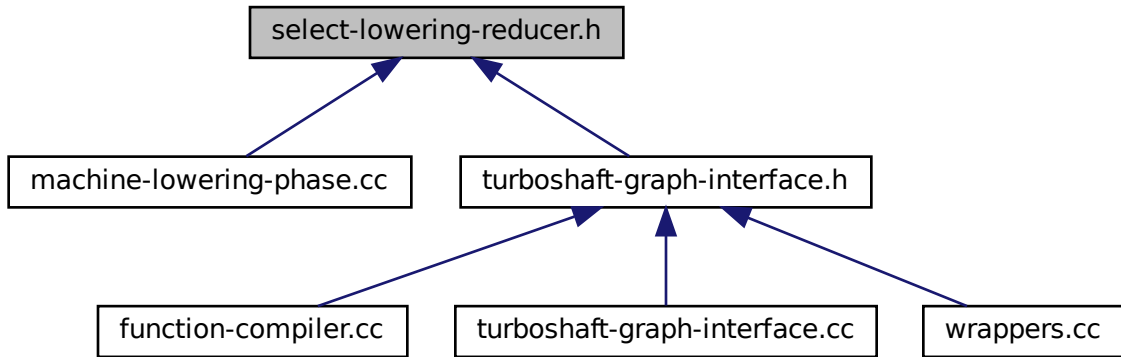 select-lowering-reducer.h
machine-lowering-phase.cc
turboshaft-graph-interface.h
function-compiler.cc
turboshaft-graph-interface.cc
wrappers.cc